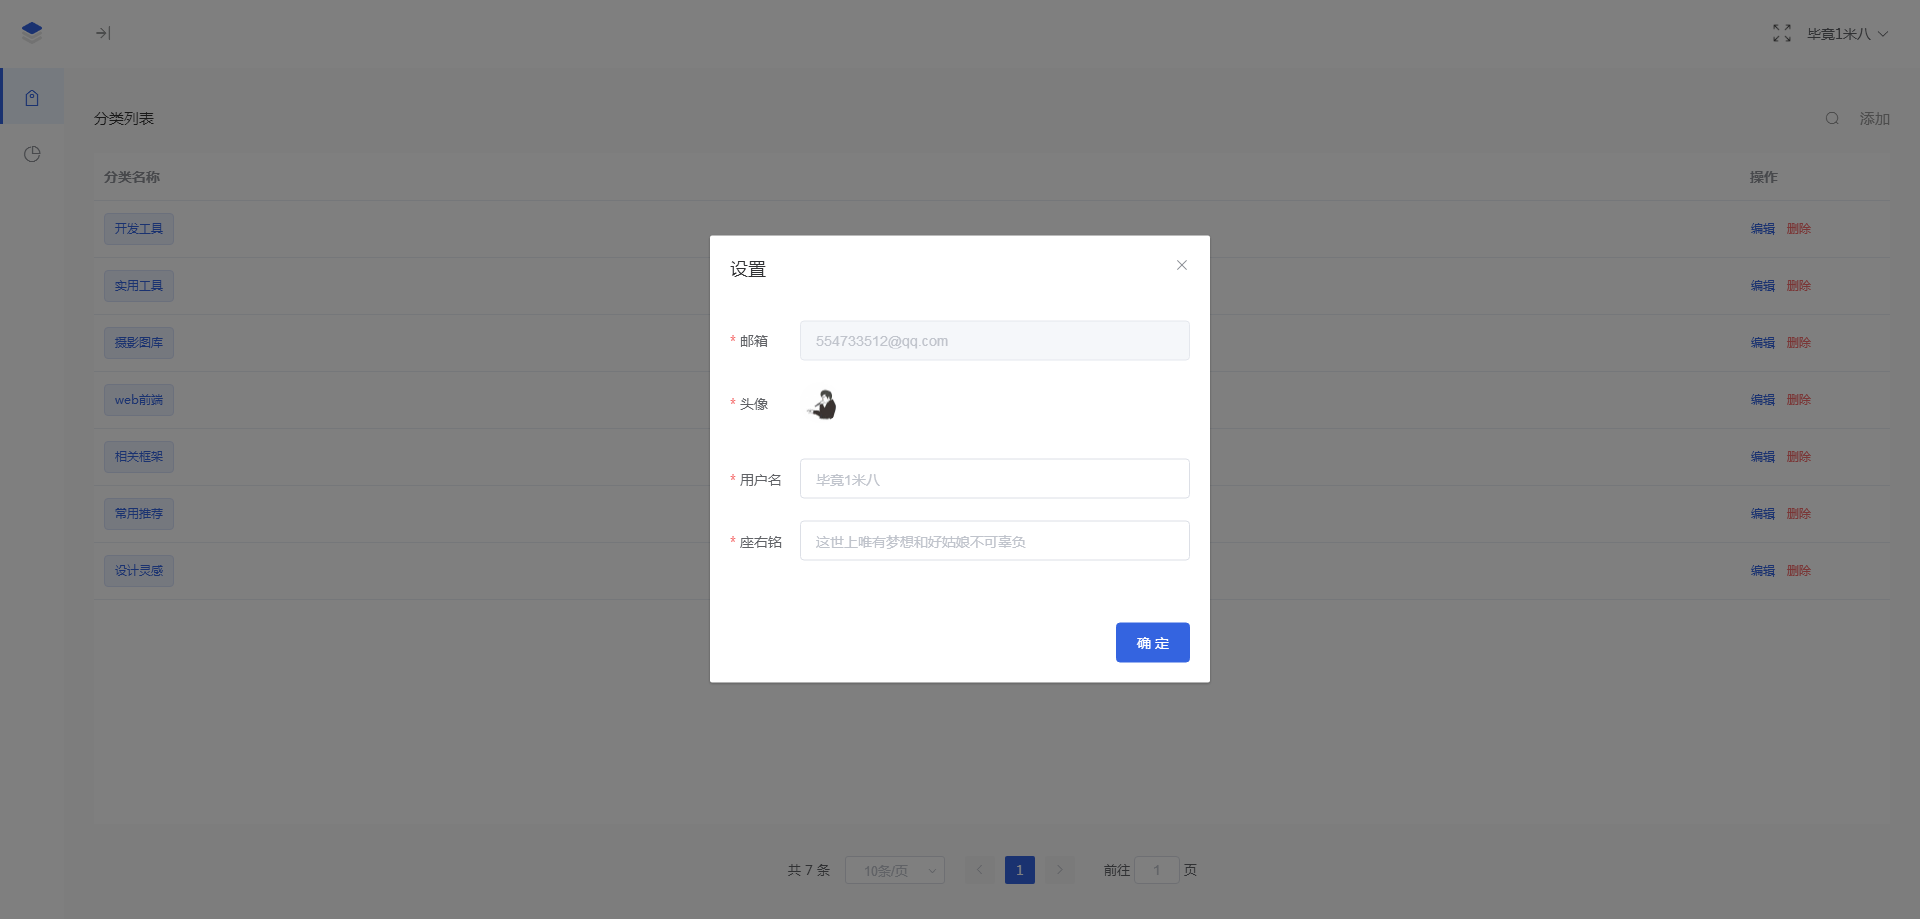 毕竟1米八
分类列表
添加
分类名称 操作
开发工具 编辑 删除
实用工具 编辑 删除
摄影图库 编辑 删除
web前端 编辑 删除
相关框架 编辑 删除
常用推荐 编辑 删除
设计灵感 编辑 删除
设置
* 邮箱 554733512@qq.com
* 头像
* 用户名 毕竟1米八
* 座右铭 这世上唯有梦想和好姑娘不可辜负
确 定
共 7 条 10条/页 1 前往 1 页